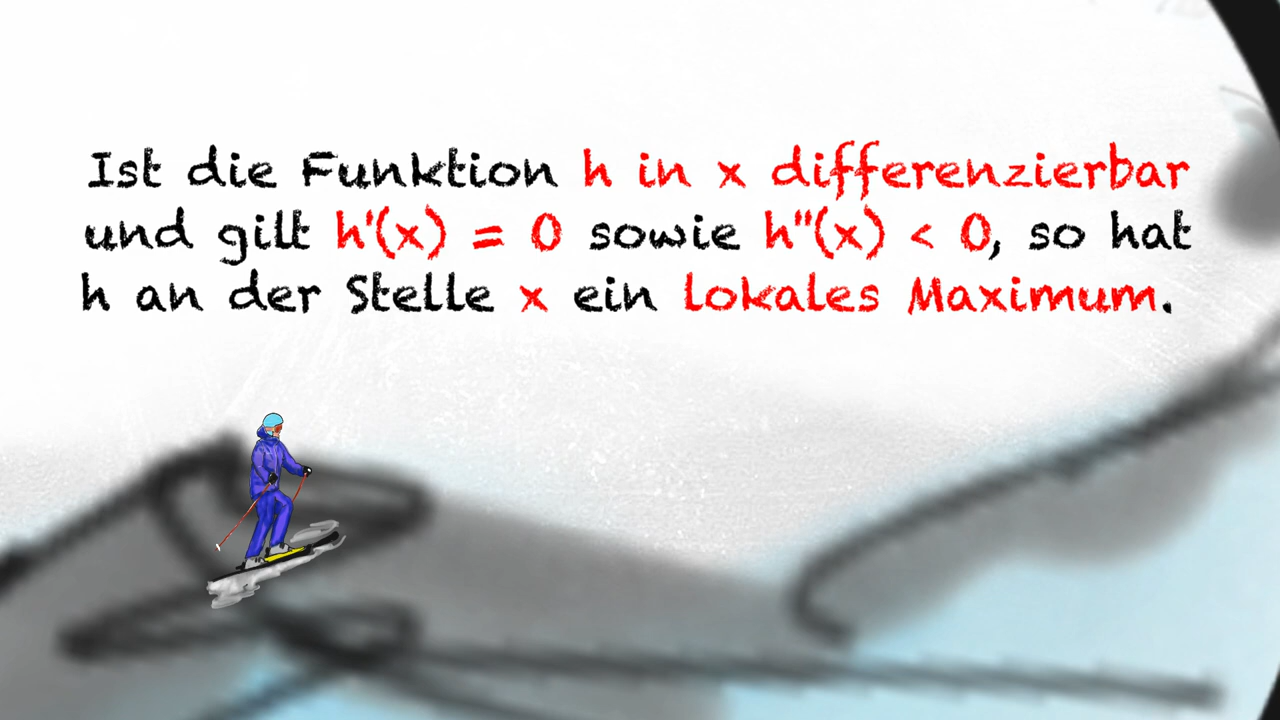 Ist die Funktion h in x differenzierbar
und gilt h'(x) = 0 sowie h''(x) < 0, so hat
h an der Stelle x ein lokales Maximum.